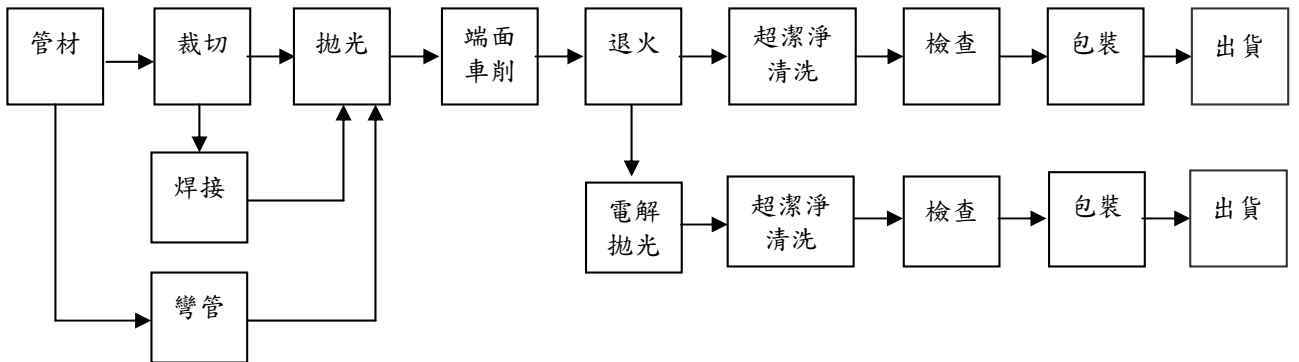 管材
裁切
拋光
端面
車削
退火
超潔淨
清洗
檢查
包裝
出貨
焊接
電解
拋光
超潔淨
清洗
檢查
包裝
出貨
彎管